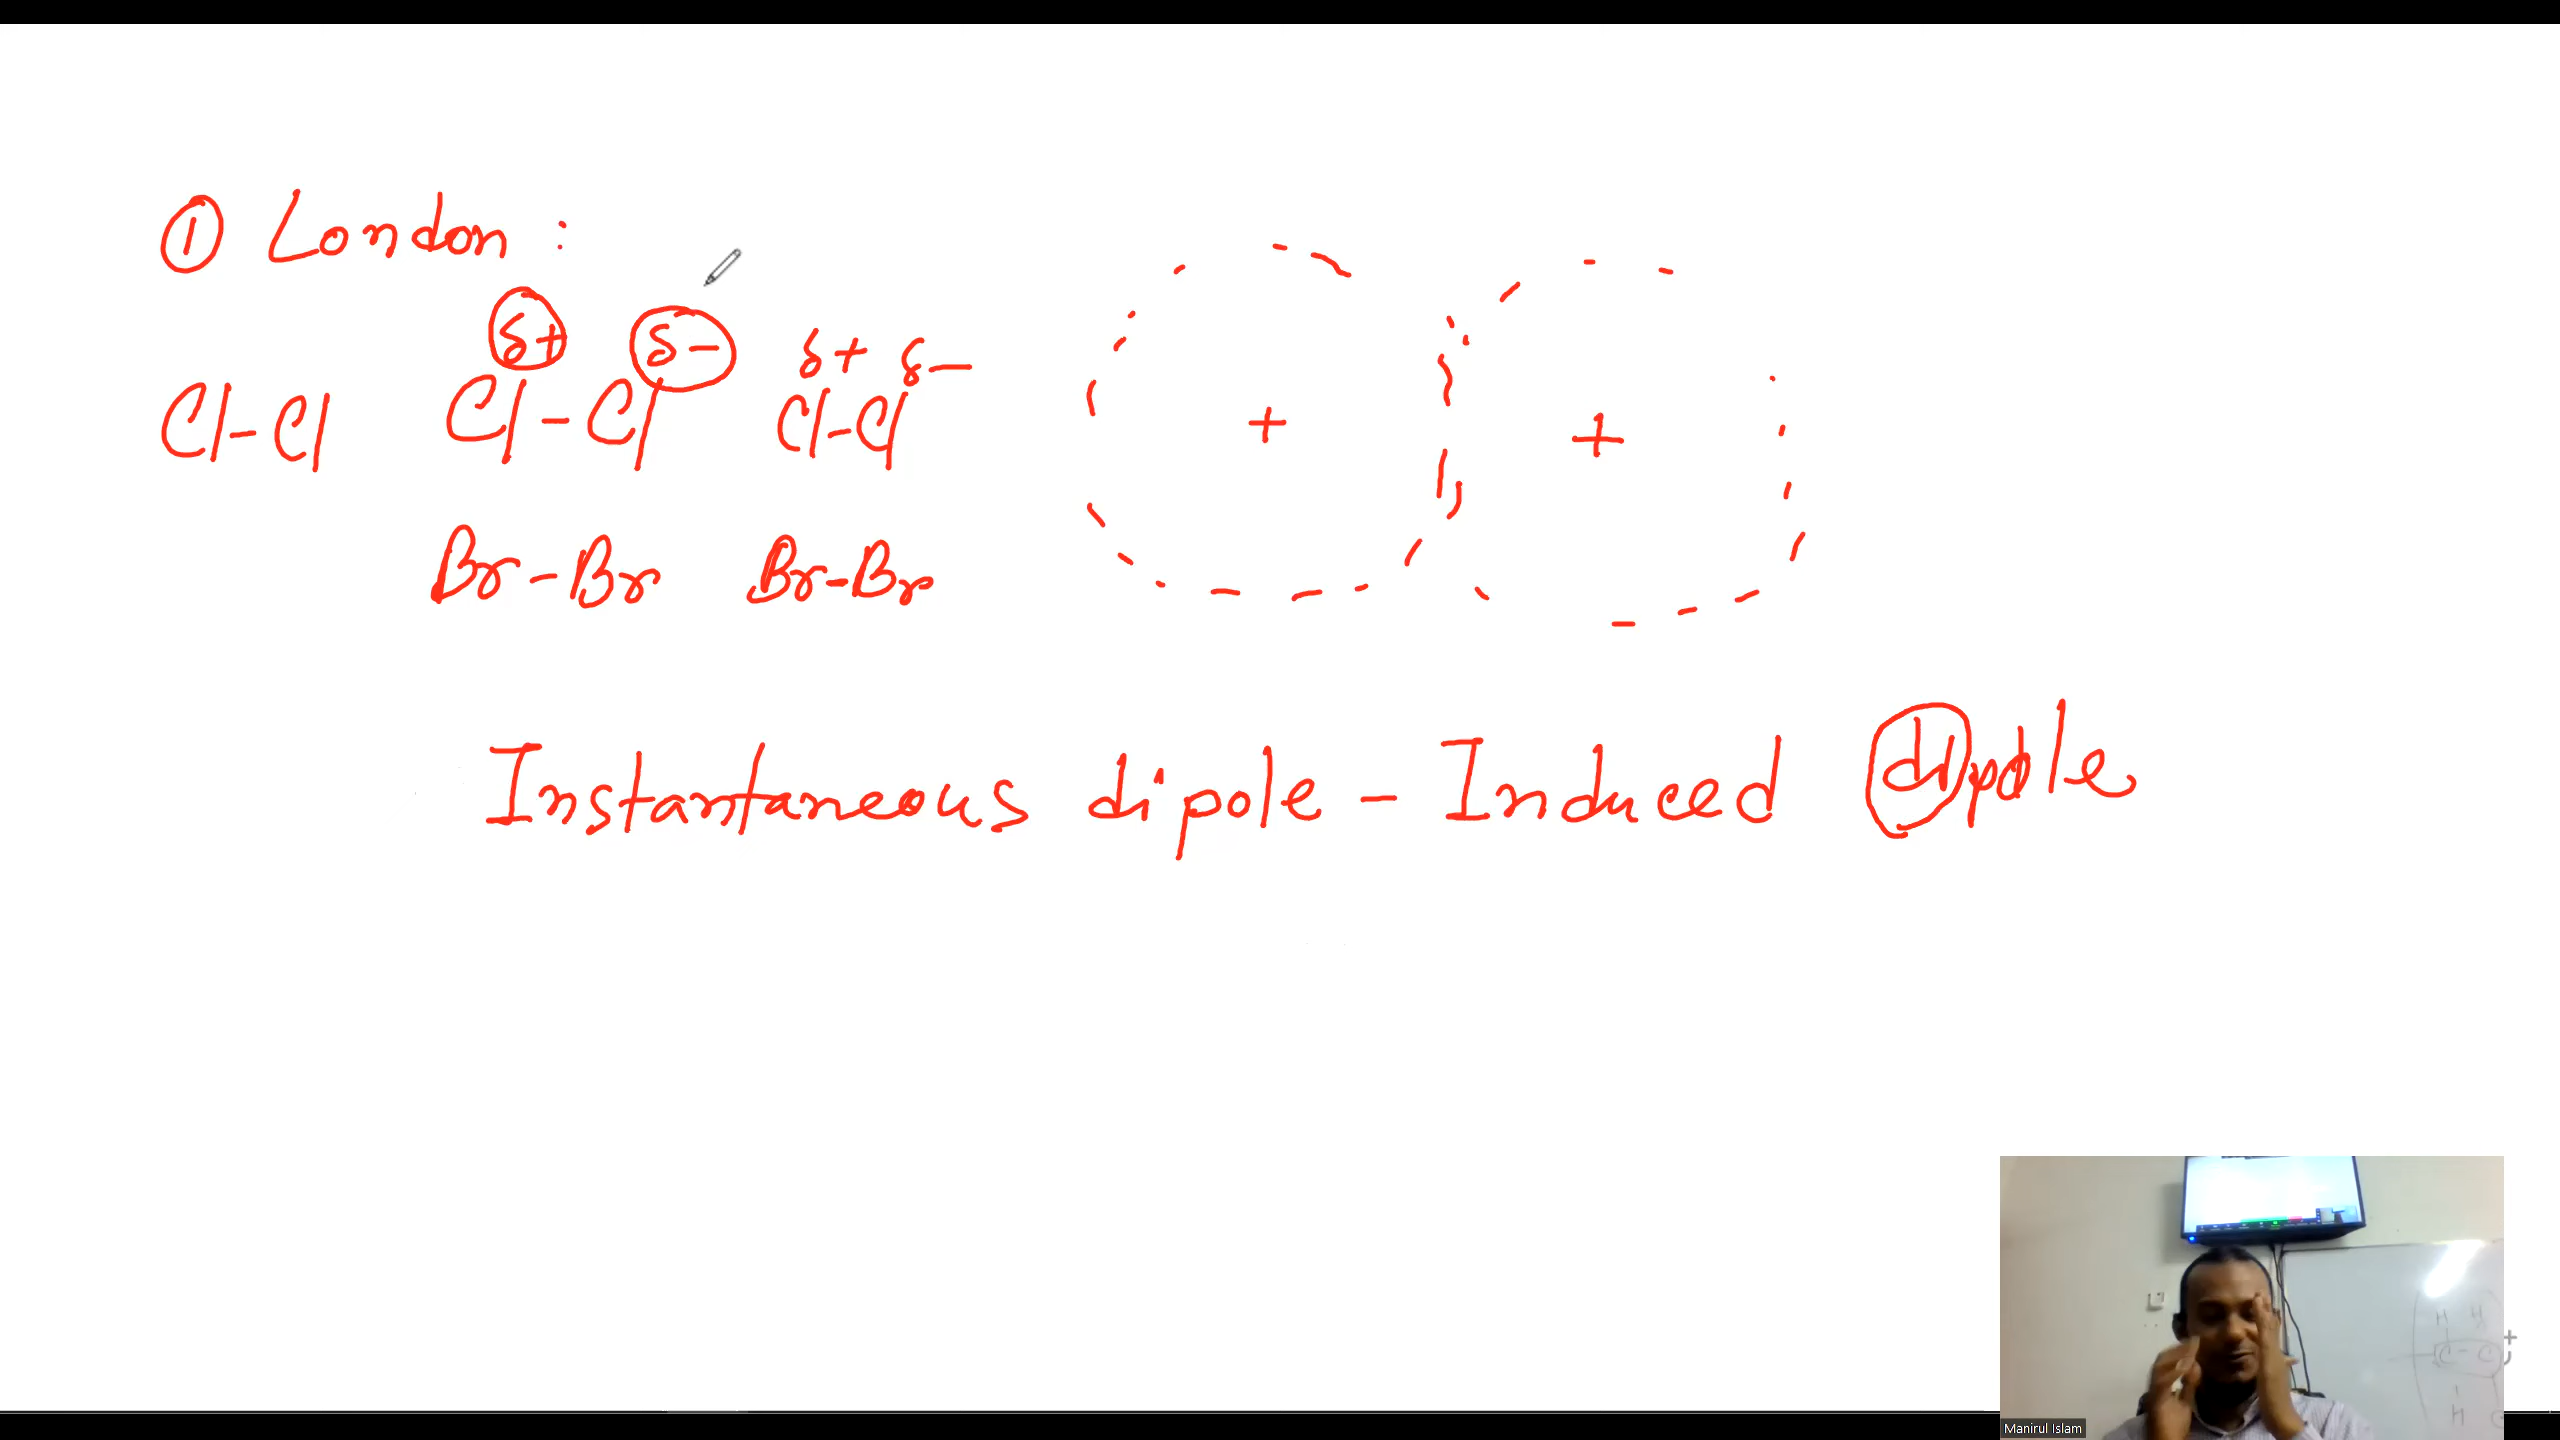 ① London :
δ+ δ- δ+ δ-
Cl-Cl Cl-Cl Cl-Cl
+ +
Br-Br Br-Br
Instantaneous dipole - Induced dipole
H H
C - C
H
Manirul Islam